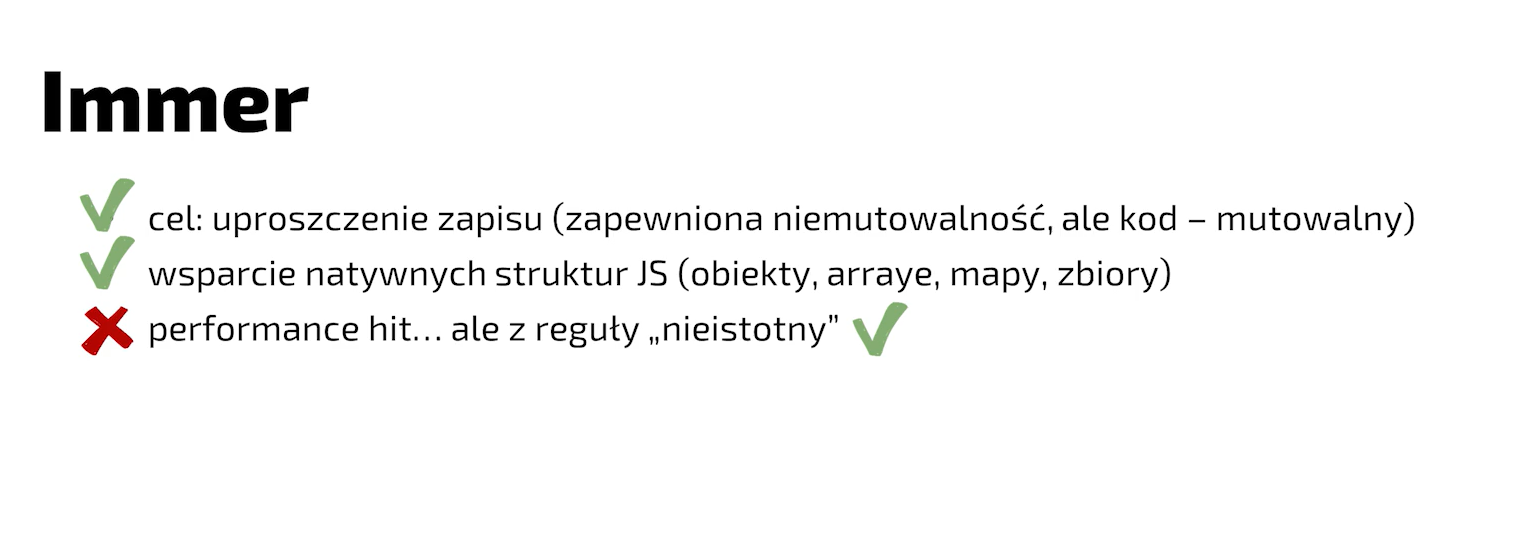 Immer
cel: uproszczenie zapisu (zapewniona niemutowalność, ale kod – mutowalny)
wsparcie natywnych struktur JS (obiekty, arraye, mapy, zbiory)
performance hit… ale z reguły „nieistotny”